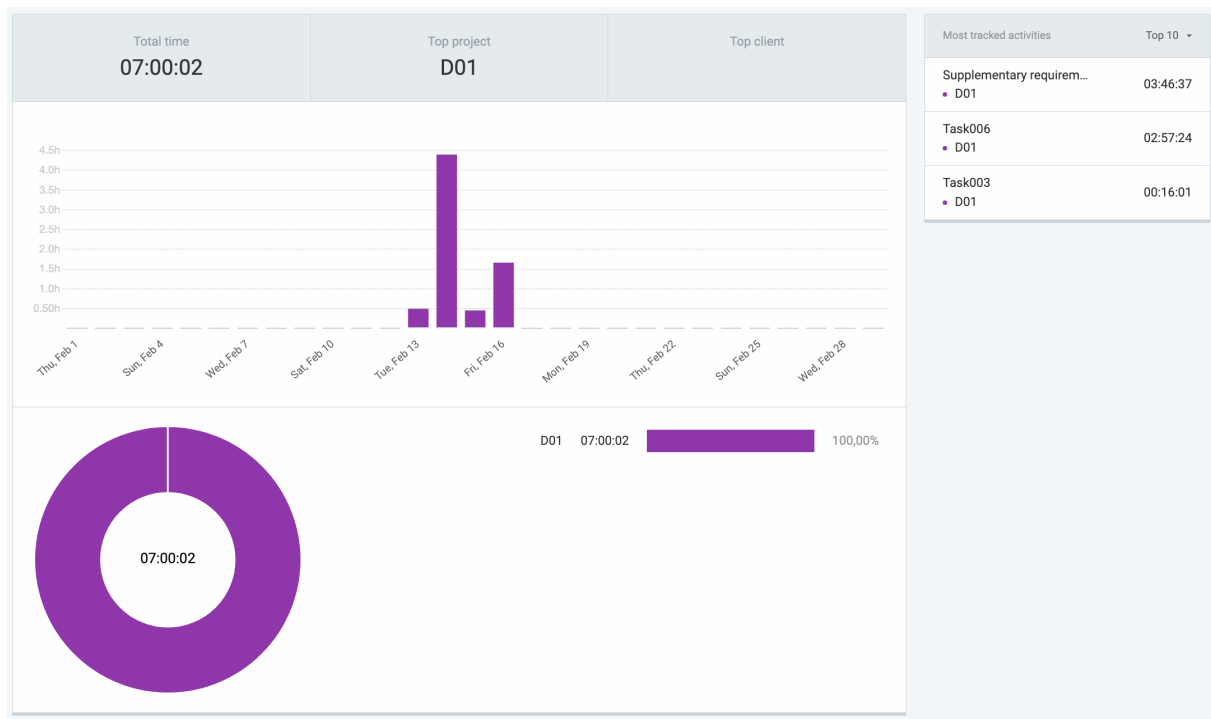 Total time
07:00:02
Top project
D01
Top client
4.5h
4.0h
3.5h
3.0h
2.5h
2.0h
1.5h
1.0h
0.50h
Thu, Feb 1
Sun, Feb 4
Wed, Feb 7
Sat, Feb 10
Tue, Feb 13
Fri, Feb 16
Mon, Feb 19
Thu, Feb 22
Sun, Feb 25
Wed, Feb 28
07:00:02
D01 07:00:02 100,00%
Most tracked activities Top 10
Supplementary requirem...
D01
03:46:37
Task006
D01
02:57:24
Task003
D01
00:16:01